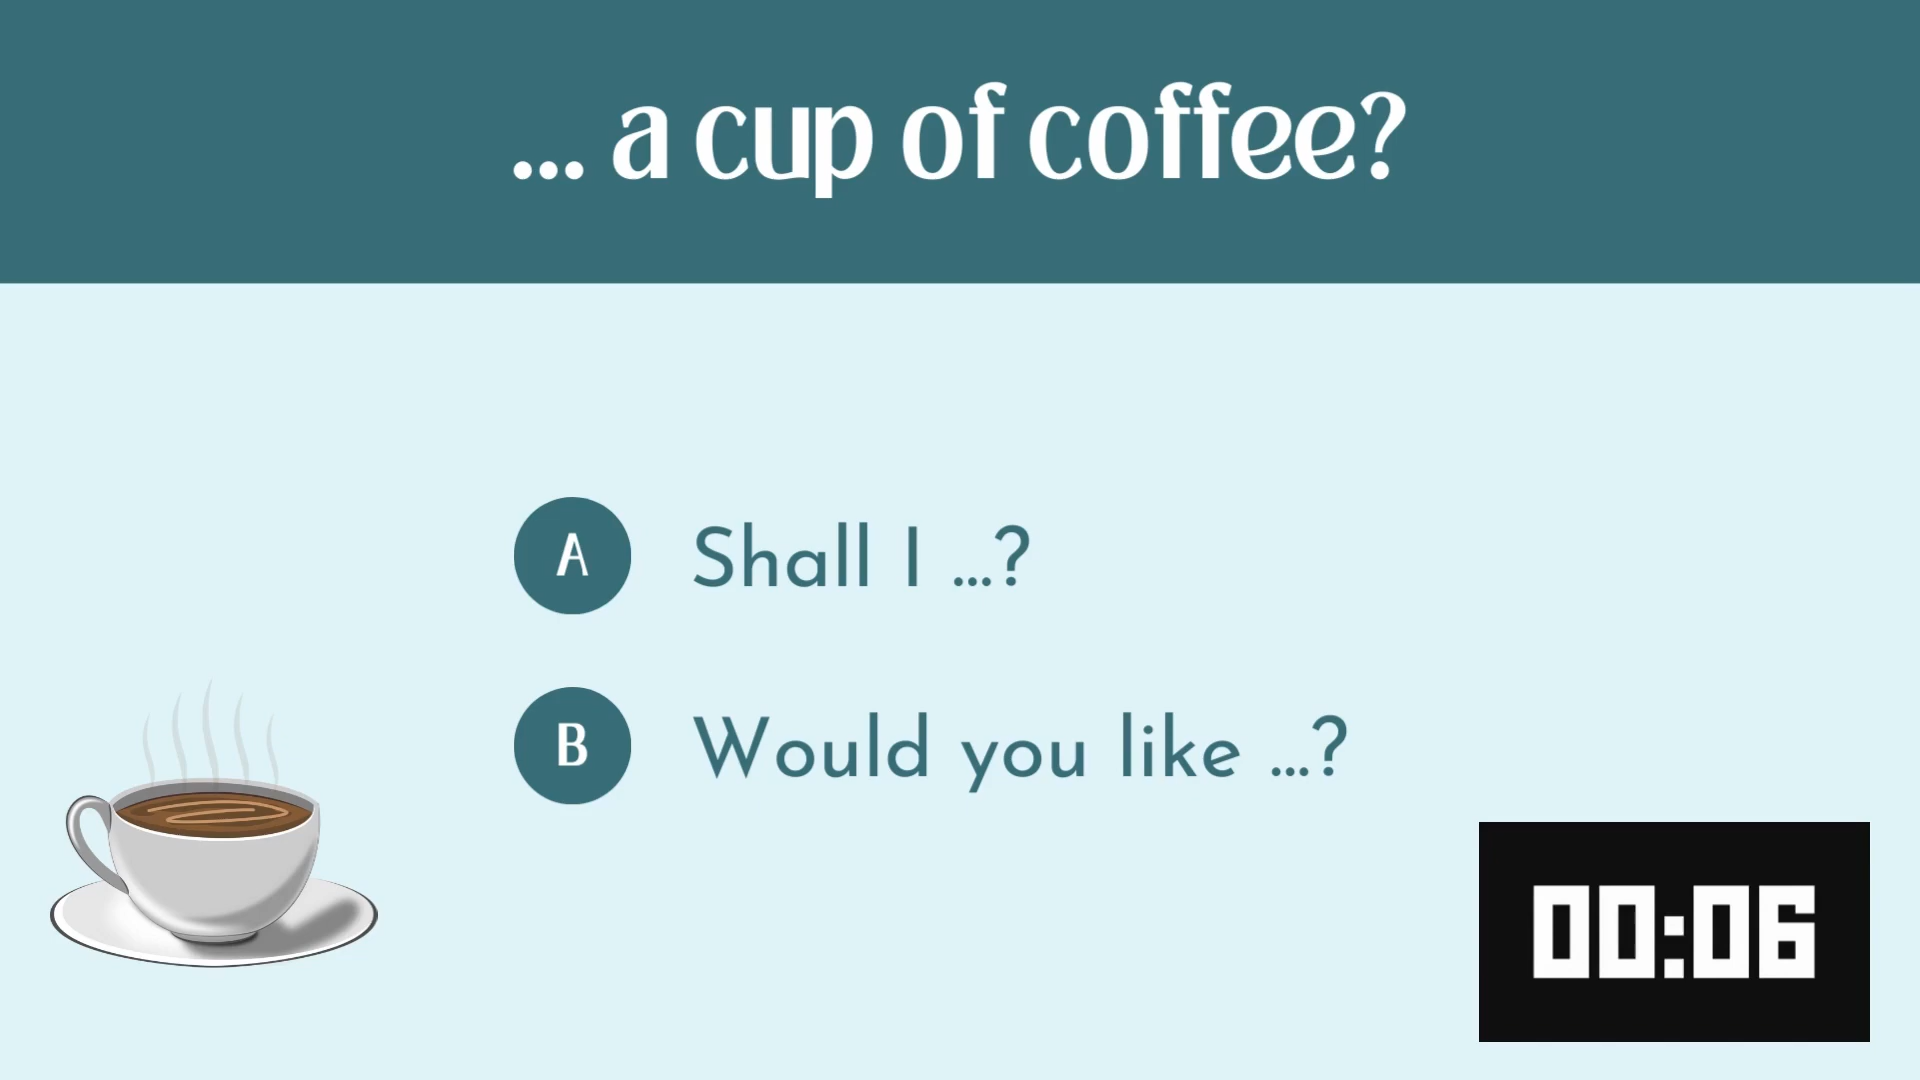 ... a cup of coffee?
A Shall I ...?
B Would you like ...?
00:06